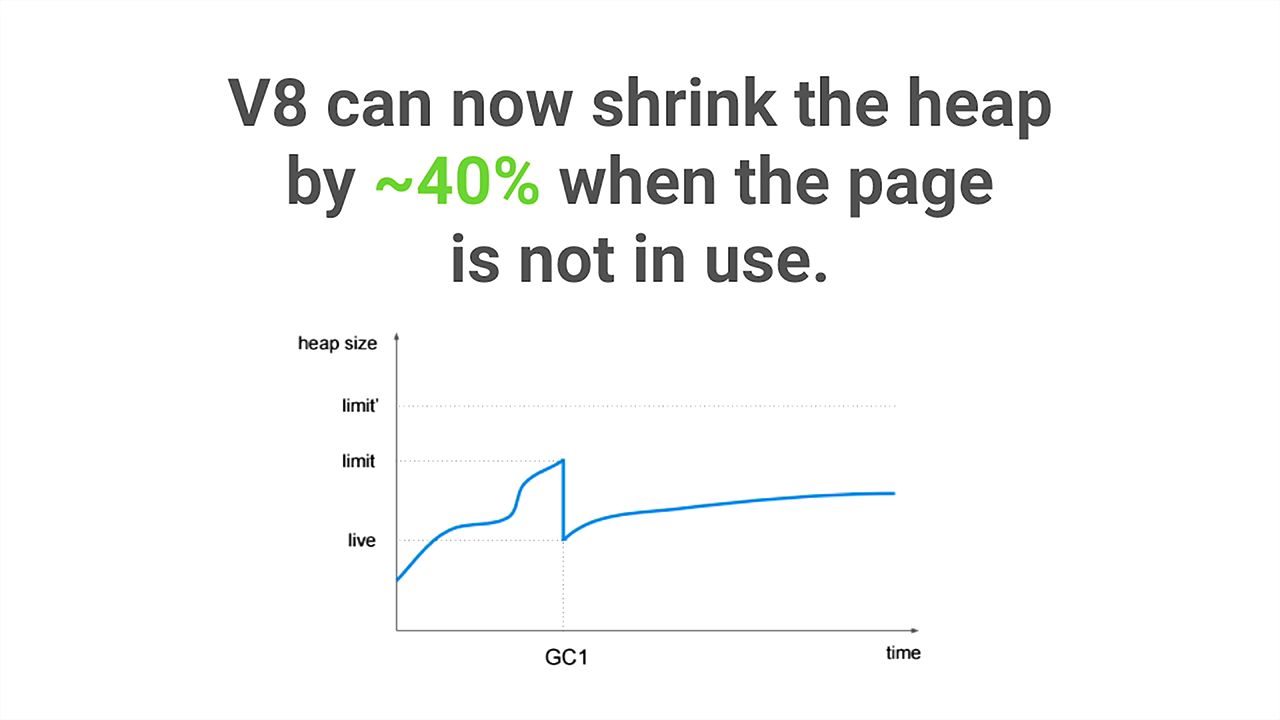 V8 can now shrink the heap
by ~40% when the page
is not in use.
heap size
limit'
limit
live
GC1
time